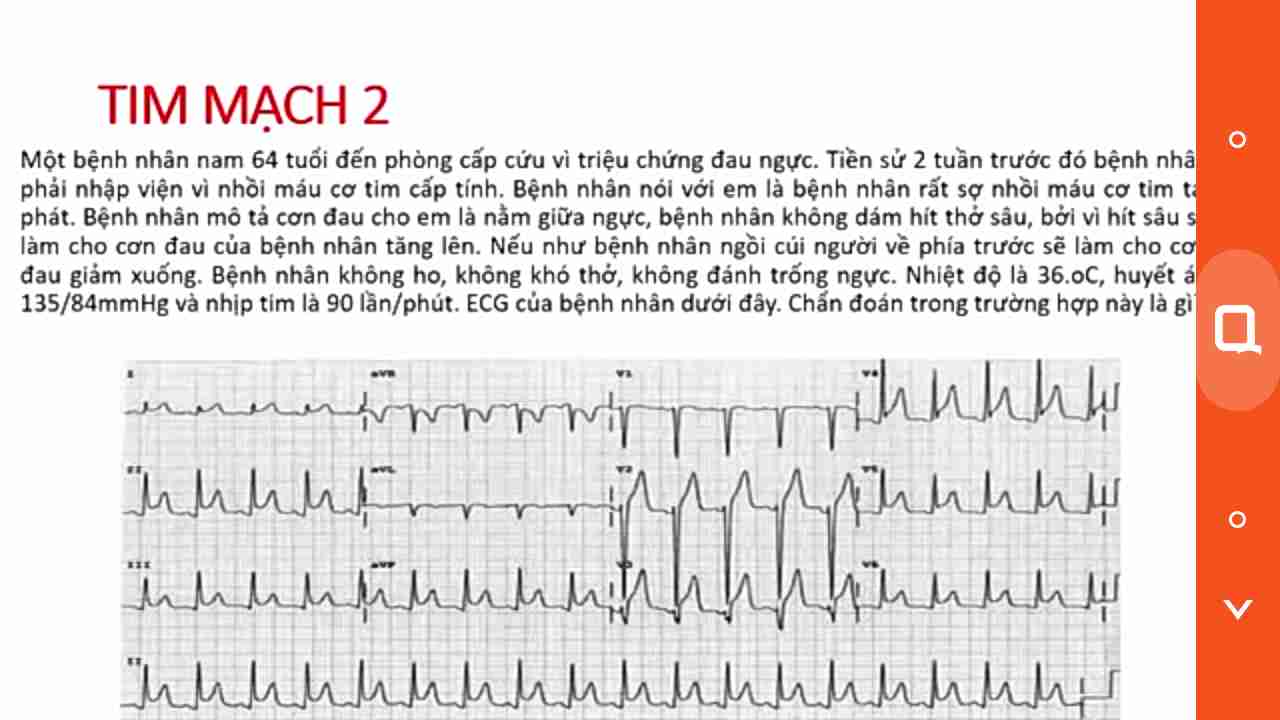 TIM MẠCH 2
Một bệnh nhân nam 64 tuổi đến phòng cấp cứu vì triệu chứng đau ngực. Tiền sử 2 tuần trước đó bệnh nhâ
phải nhập viện vì nhồi máu cơ tim cấp tính. Bệnh nhân nói với em là bệnh nhân rất sợ nhồi máu cơ tim tá
phát. Bệnh nhân mô tả cơn đau cho em là nằm giữa ngực, bệnh nhân không dám hít thở sâu, bởi vì hít sâu s
làm cho cơn đau của bệnh nhân tăng lên. Nếu như bệnh nhân ngồi cúi người về phía trước sẽ làm cho cơ
đau giảm xuống. Bệnh nhân không ho, không khó thở, không đánh trống ngực. Nhiệt độ là 36.oC, huyết á
135/84mmHg và nhịp tim là 90 lần/phút. ECG của bệnh nhân dưới đây. Chẩn đoán trong trường hợp này là gì
I aVR V1 V4
II aVL V2 V5
III aVF V3 V6
II